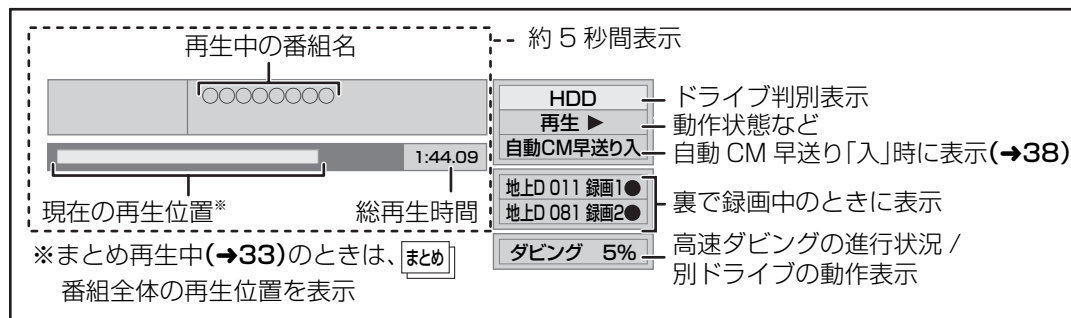 再生中の番組名
約 5 秒間表示
○○○○○○○○
HDD
ドライブ判別表示
再生 ▶
動作状態など
自動CM早送り入
自動 CM 早送り「入」時に表示(➔38)
1:44.09
現在の再生位置※
総再生時間
地上D 011 録画1●
地上D 081 録画2●
裏で録画中のときに表示
ダビング 5%
高速ダビングの進行状況 /
別ドライブの動作表示
※まとめ再生中(➔33)のときは、まとめ
番組全体の再生位置を表示